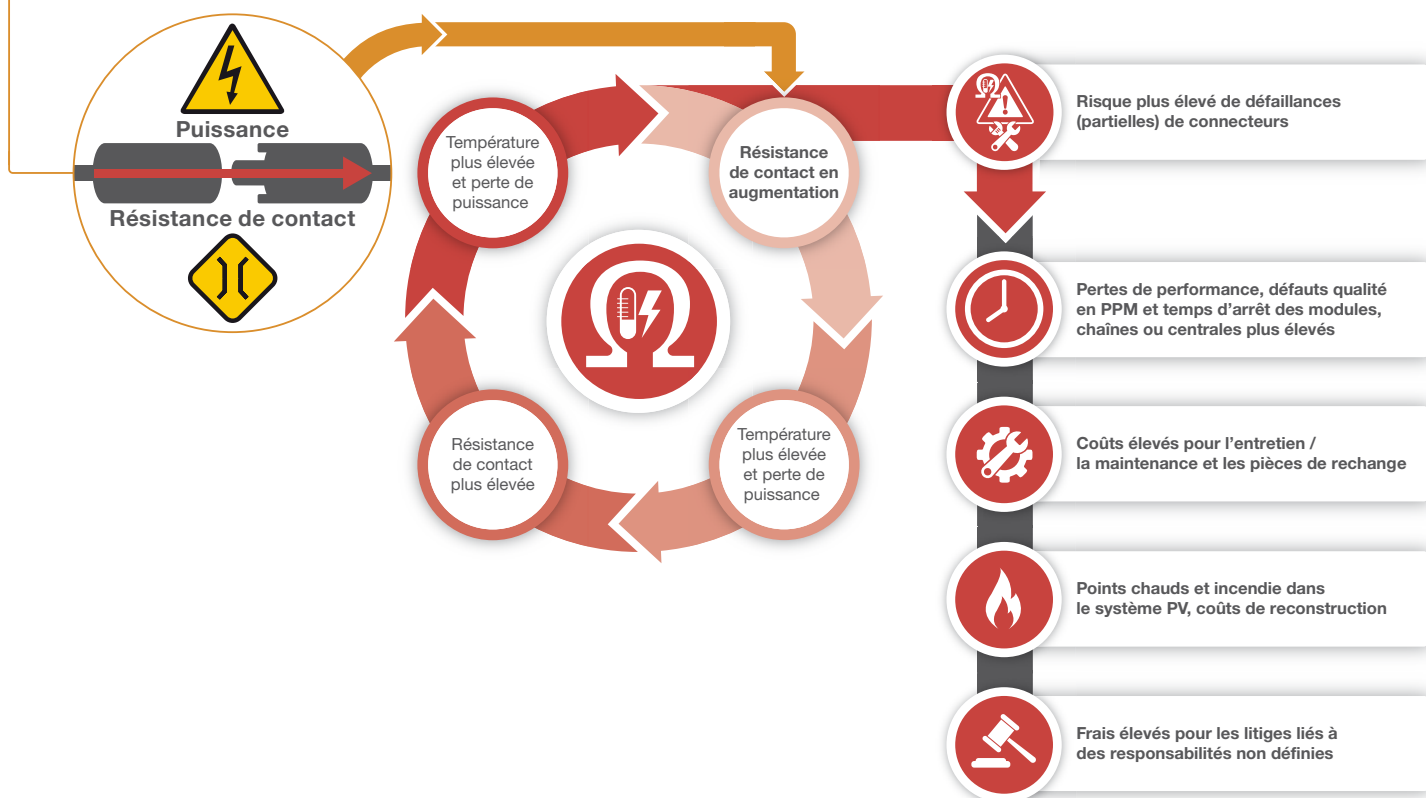 Puissance
Résistance de contact
Température
plus élevée
et perte de
puissance
Résistance
de contact en
augmentation
Température
plus élevée
et perte de
puissance
Résistance
de contact
plus élevée
Ω
Risque plus élevé de défaillances
(partielles) de connecteurs
Pertes de performance, défauts qualité
en PPM et temps d’arrêt des modules,
chaînes ou centrales plus élevés
Coûts élevés pour l’entretien /
la maintenance et les pièces de rechange
Points chauds et incendie dans
le système PV, coûts de reconstruction
Frais élevés pour les litiges liés à
des responsabilités non définies